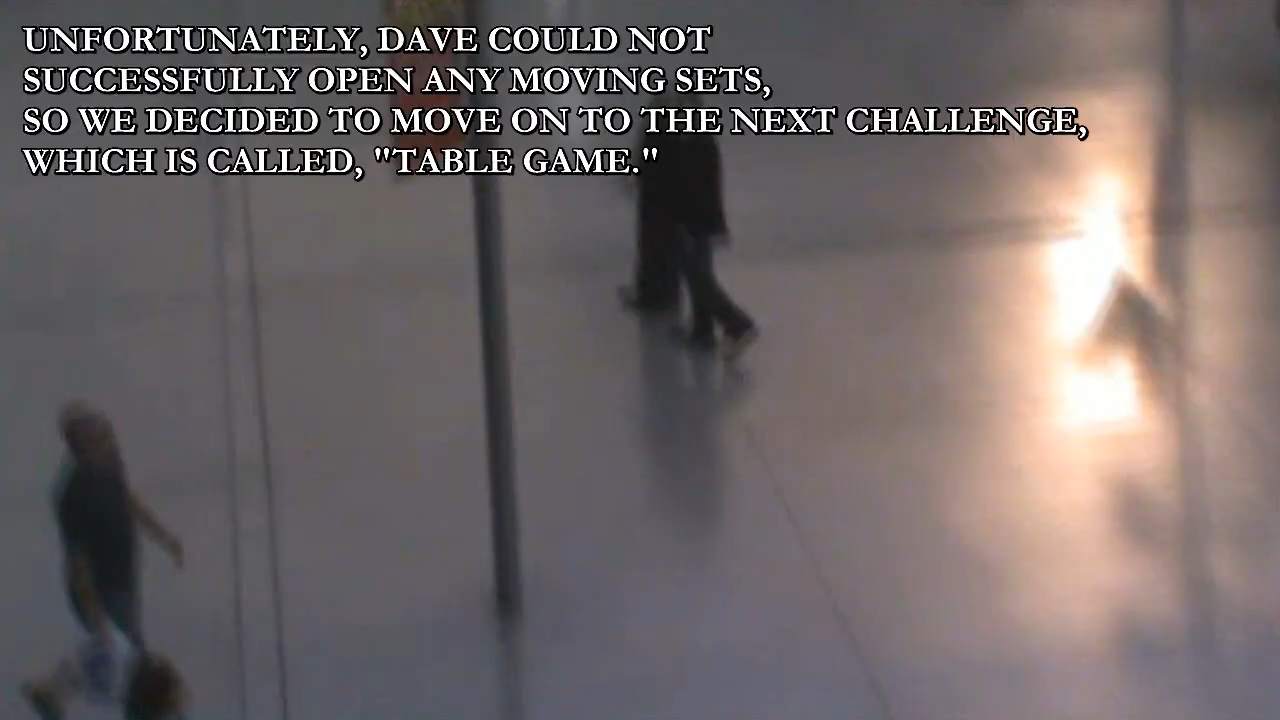 UNFORTUNATELY, DAVE COULD NOT
SUCCESSFULLY OPEN ANY MOVING SETS,
SO WE DECIDED TO MOVE ON TO THE NEXT CHALLENGE,
WHICH IS CALLED, "TABLE GAME."